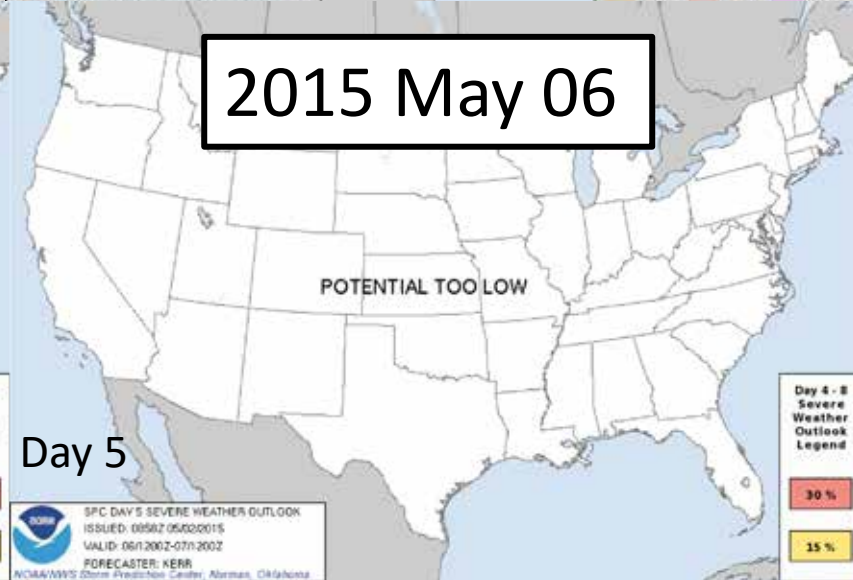 2015 May 06
POTENTIAL TOO LOW
Day 4 - 8
Severe
Weather
Outlook
Legend
30 %
15 %
Day 5
NOAA
SPC DAY 5 SEVERE WEATHER OUTLOOK
ISSUED: 0858Z 05/02/2015
VALID: 06/1200Z-07/1200Z
FORECASTER: KERR
NOAA/NWS Storm Prediction Center, Norman, Oklahoma